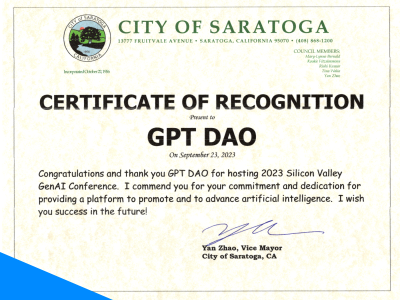 CITY OF SARATOGA
CITY OF SARATOGA
13777 FRUITVALE AVENUE • SARATOGA, CALIFORNIA 95070 • (408) 868-1200
CALIFORNIA
Incorporated October 22, 1956
COUNCIL MEMBERS:
Yan Zhao
CERTIFICATE OF RECOGNITION
Present to
GPT DAO
On September 23, 2023
Congratulations and thank you GPT DAO for hosting 2023 Silicon Valley
GenAI Conference. I commend you for your commitment and dedication for
providing a platform to promote and to advance artificial intelligence. I wish
you success in the future!
Yan Zhao, Vice Mayor
City of Saratoga, CA